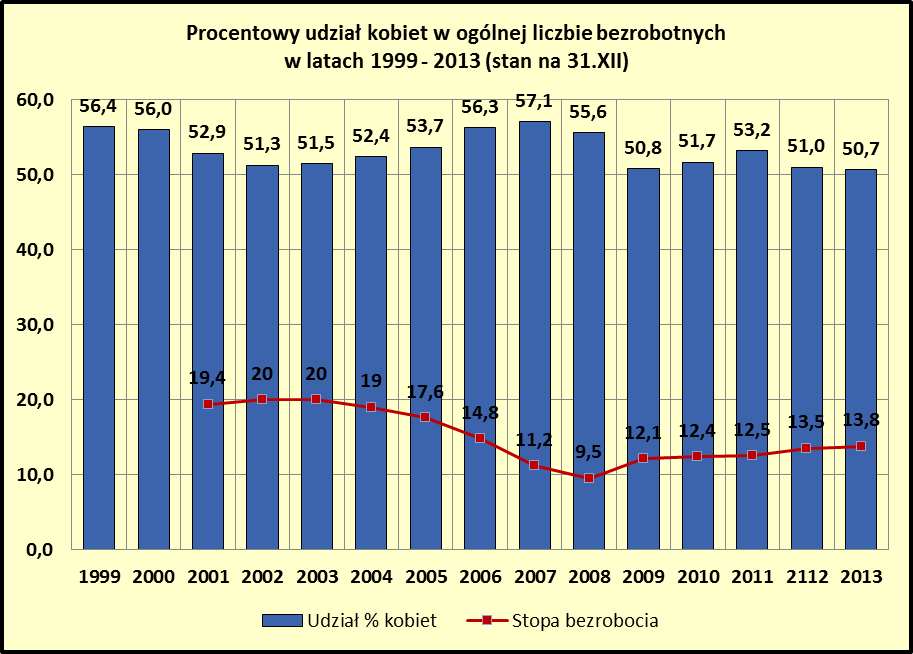 Procentowy udział kobiet w ogólnej liczbie bezrobotnych
w latach 1999 - 2013 (stan na 31.XII)
60,0
50,0
40,0
30,0
20,0
10,0
0,0
56,4 56,0 52,9 51,3 51,5 52,4 53,7 56,3 57,1 55,6 50,8 51,7 53,2 51,0 50,7
19,4 20 20 19 17,6 14,8 11,2 9,5 12,1 12,4 12,5 13,5 13,8
1999 2000 2001 2002 2003 2004 2005 2006 2007 2008 2009 2010 2011 2112 2013
Udział % kobiet Stopa bezrobocia